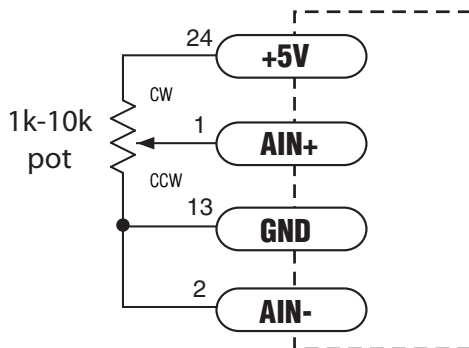 24
+5V
CW
1k-10k
pot
1
AIN+
CCW
13
GND
2
AIN-